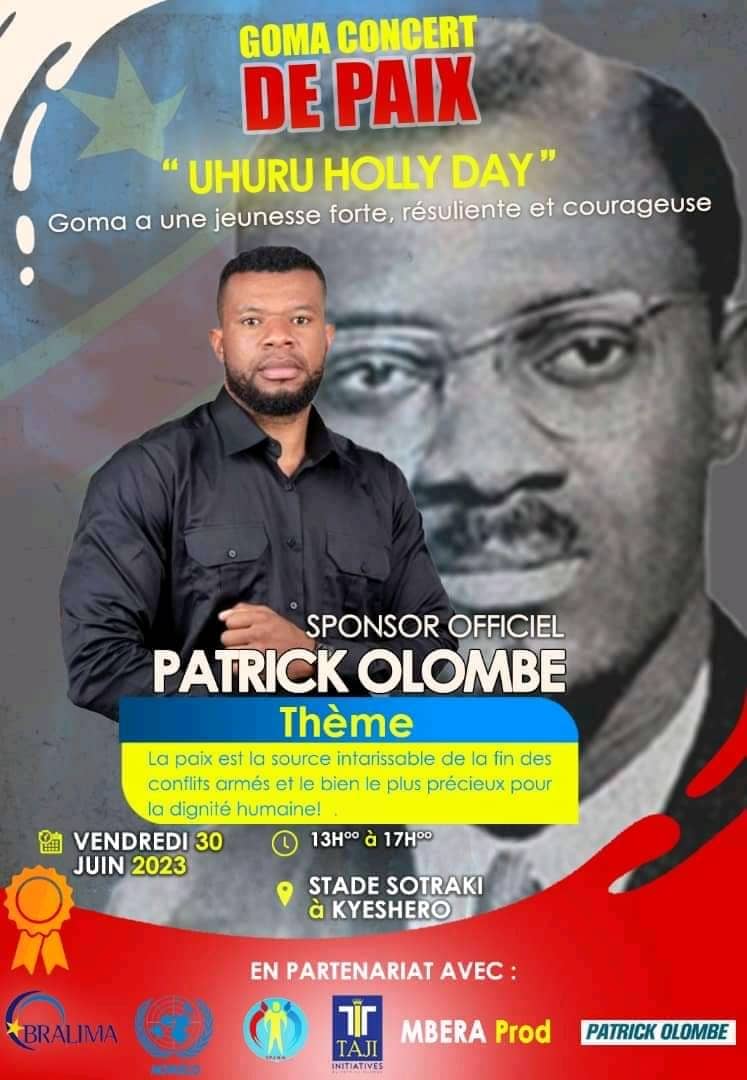 GOMA CONCERT
DE PAIX
“ UHURU HOLLY DAY ”
Goma a une jeunesse forte, résuliente et courageuse
SPONSOR OFFICIEL
PATRICK OLOMBE
Thème
La paix est la source intarissable de la fin des
conflits armés et le bien le plus précieux pour
la dignité humaine! .
VENDREDI 30
JUIN 2023
13H°° à 17H°°
STADE SOTRAKI
à KYESHERO
EN PARTENARIAT AVEC :
BRALIMA
MONUSCO
TAJI
INITIATIVES
MBERA Prod
PATRICK OLOMBE